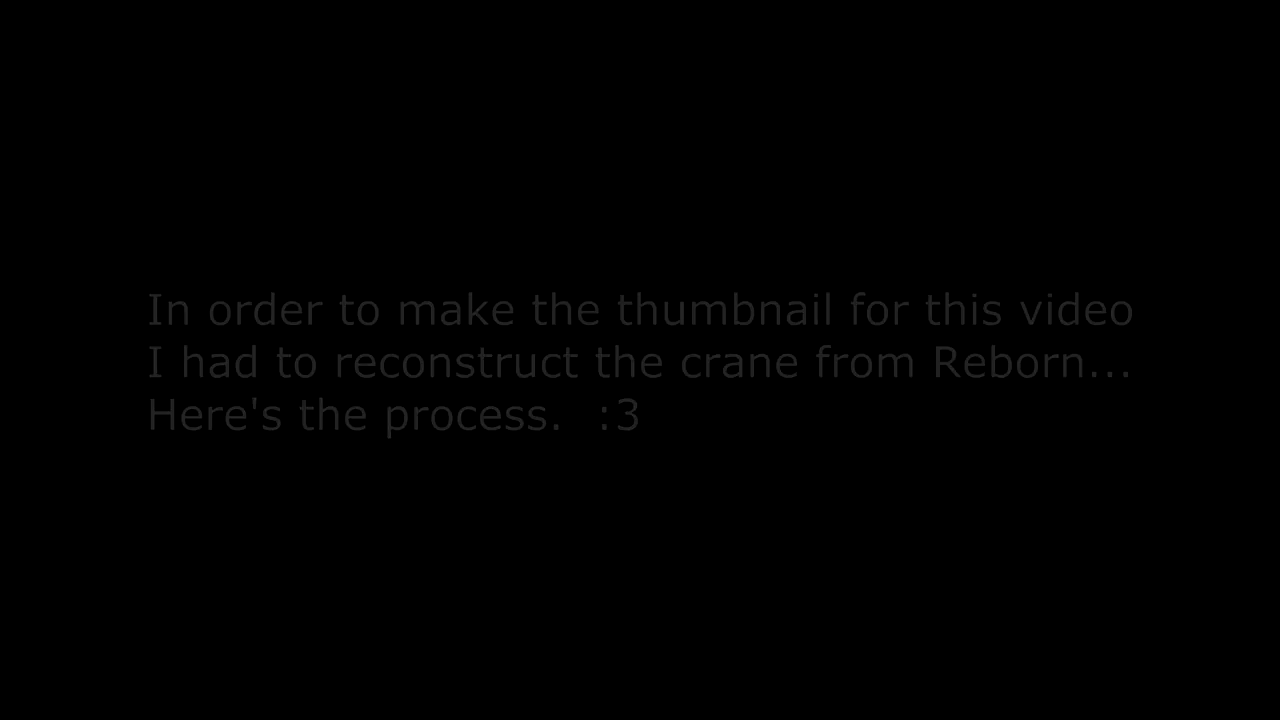 In order to make the thumbnail for this video
I had to reconstruct the crane from Reborn...
Here's the process.  :3